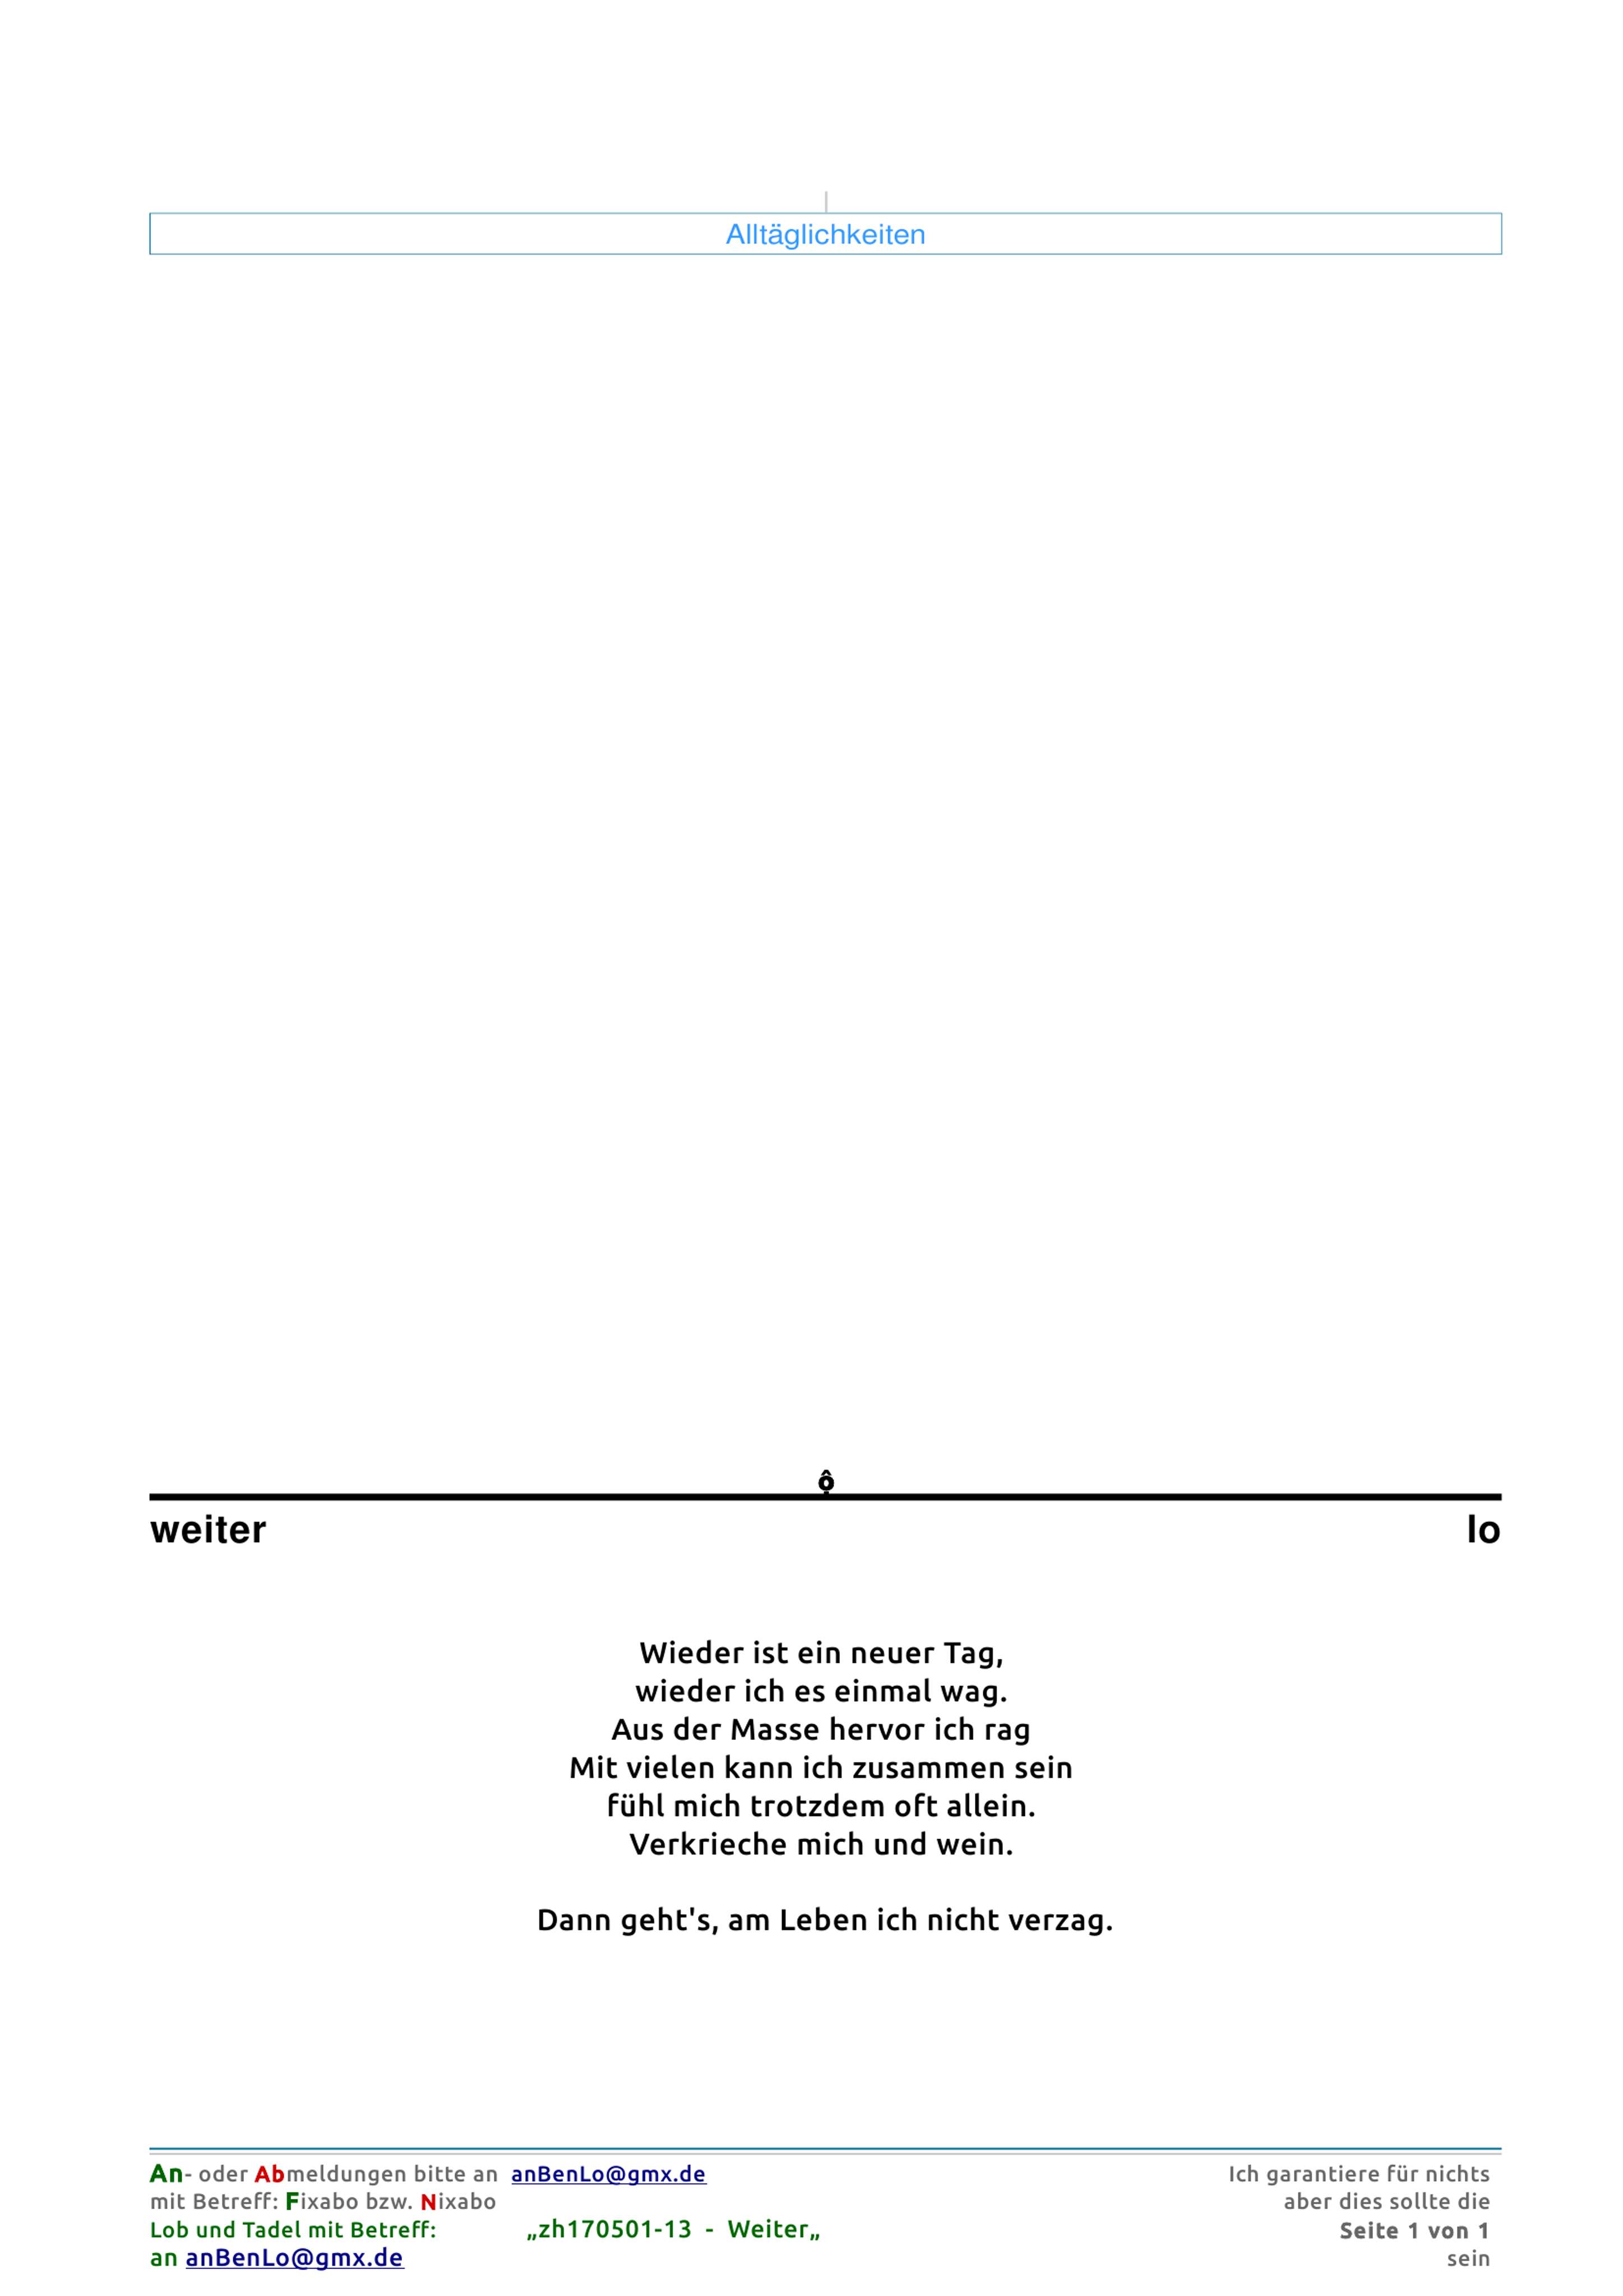 Alltäglichkeiten
ộ
weiter lo
Wieder ist ein neuer Tag,
wieder ich es einmal wag.
Aus der Masse hervor ich rag
Mit vielen kann ich zusammen sein
fühl mich trotzdem oft allein.
Verkrieche mich und wein.
Dann geht's, am Leben ich nicht verzag.
An- oder Abmeldungen bitte an anBenLo@gmx.de
mit Betreff: Fixabo bzw. Nixabo
Lob und Tadel mit Betreff: „zh170501-13 - Weiter„
an anBenLo@gmx.de
Ich garantiere für nichts
aber dies sollte die
Seite 1 von 1
sein